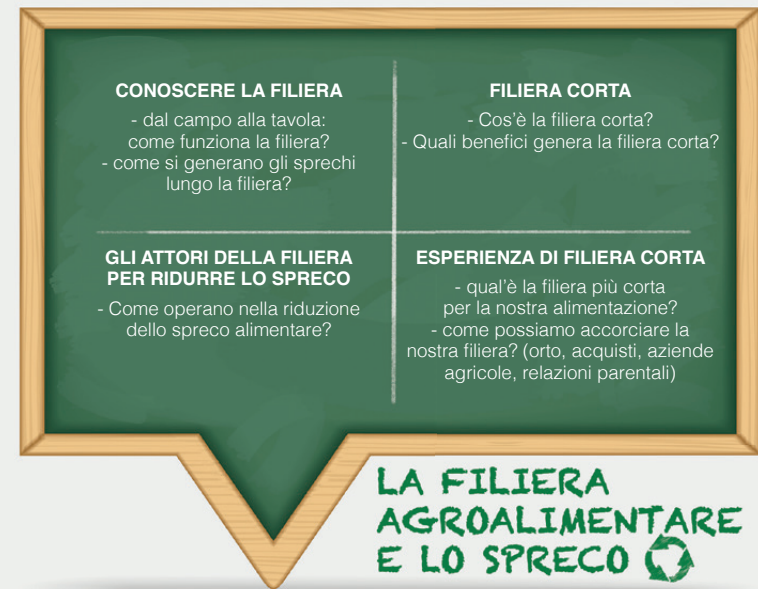 CONOSCERE LA FILIERA
- dal campo alla tavola:
come funziona la filiera?
- come si generano gli sprechi
lungo la filiera?
FILIERA CORTA
- Cos'è la filiera corta?
- Quali benefici genera la filiera corta?
GLI ATTORI DELLA FILIERA
PER RIDURRE LO SPRECO
- Come operano nella riduzione
dello spreco alimentare?
ESPERIENZA DI FILIERA CORTA
- qual'è la filiera più corta
per la nostra alimentazione?
- come possiamo accorciare la
nostra filiera? (orto, acquisti, aziende
agricole, relazioni parentali)
LA FILIERA
AGROALIMENTARE
E LO SPRECO